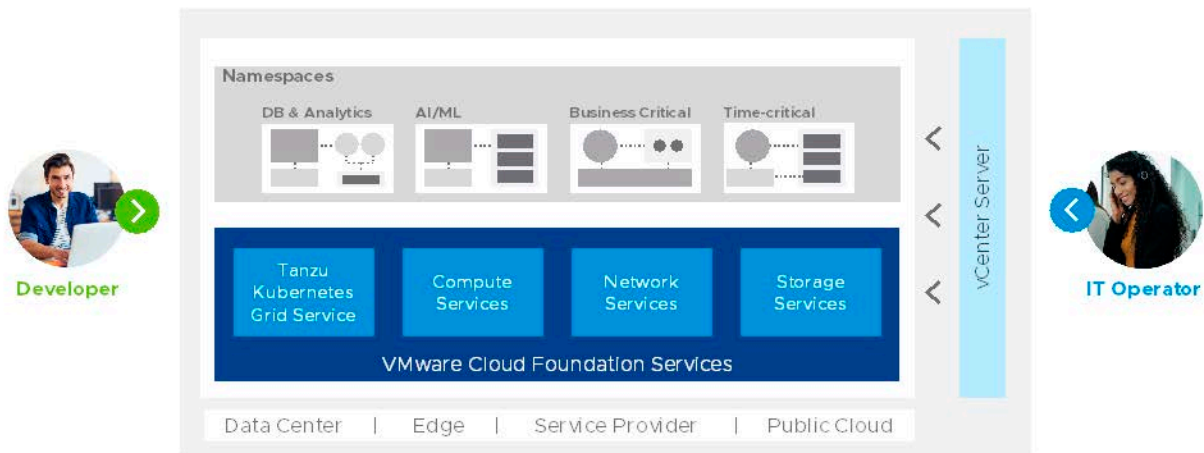 Namespaces
DB & Analytics
AI/ML
Business Critical
Time-critical
Developer
Tanzu
Kubernetes
Grid Service
Compute
Services
Network
Services
Storage
Services
VMware Cloud Foundation Services
vCenter Server
IT Operator
Data Center | Edge | Service Provider | Public Cloud